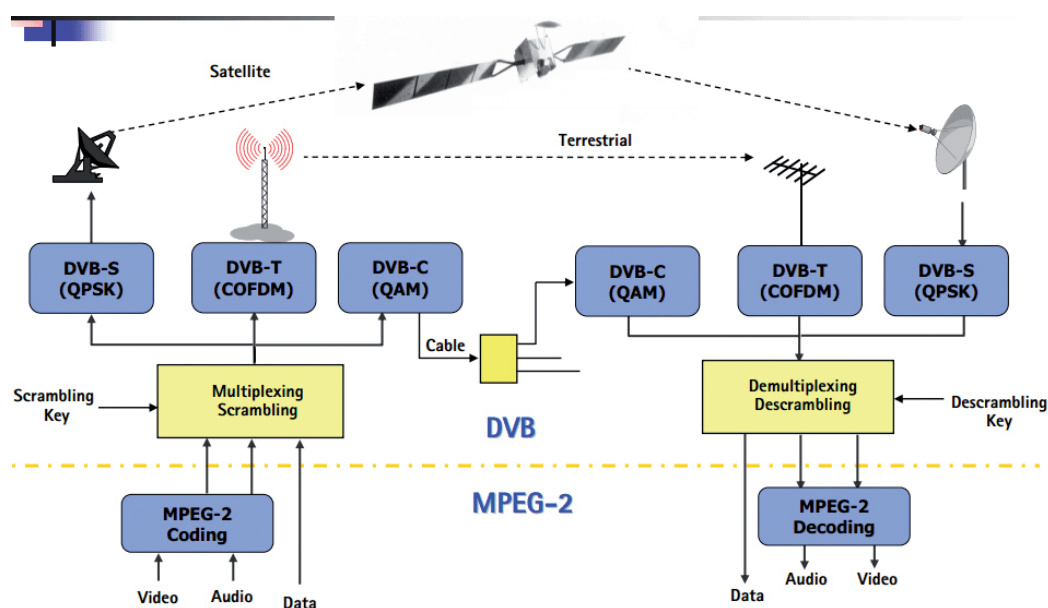 Satellite
Terrestrial
DVB-S
(QPSK)
DVB-T
(COFDM)
DVB-C
(QAM)
DVB-C
(QAM)
DVB-T
(COFDM)
DVB-S
(QPSK)
Cable
Scrambling
Key
Multiplexing
Scrambling
Demultiplexing
Descrambling
Descrambling
Key
DVB
MPEG-2
MPEG-2
Coding
MPEG-2
Decoding
Video
Audio
Data
Data
Audio
Video